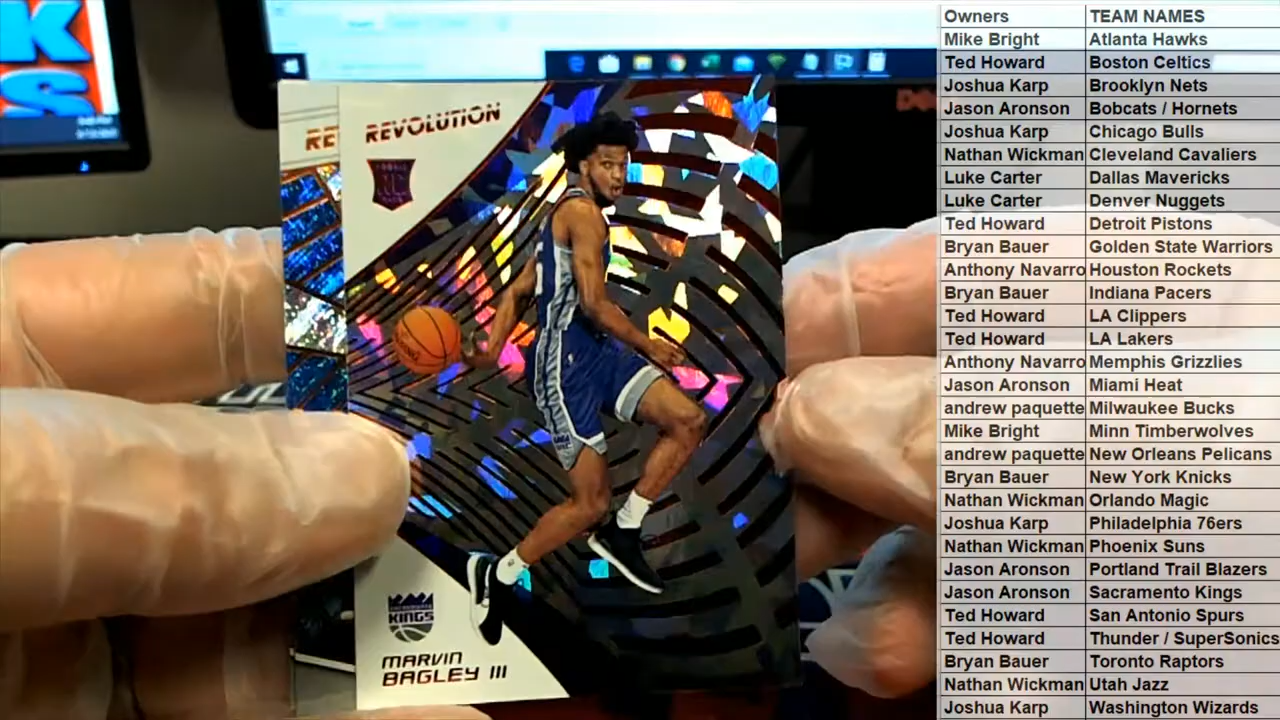 K
S
RE
REVOLUTION
ROOKIE
RC
KINGS
MARVIN
BAGLEY III
Owners TEAM NAMES
Mike Bright Atlanta Hawks
Ted Howard Boston Celtics
Joshua Karp Brooklyn Nets
Jason Aronson Bobcats / Hornets
Joshua Karp Chicago Bulls
Nathan Wickman Cleveland Cavaliers
Luke Carter Dallas Mavericks
Luke Carter Denver Nuggets
Ted Howard Detroit Pistons
Bryan Bauer Golden State Warriors
Anthony Navarro Houston Rockets
Bryan Bauer Indiana Pacers
Ted Howard LA Clippers
Ted Howard LA Lakers
Anthony Navarro Memphis Grizzlies
Jason Aronson Miami Heat
andrew paquette Milwaukee Bucks
Mike Bright Minn Timberwolves
andrew paquette New Orleans Pelicans
Bryan Bauer New York Knicks
Nathan Wickman Orlando Magic
Joshua Karp Philadelphia 76ers
Nathan Wickman Phoenix Suns
Jason Aronson Portland Trail Blazers
Jason Aronson Sacramento Kings
Ted Howard San Antonio Spurs
Ted Howard Thunder / SuperSonics
Bryan Bauer Toronto Raptors
Nathan Wickman Utah Jazz
Joshua Karp Washington Wizards